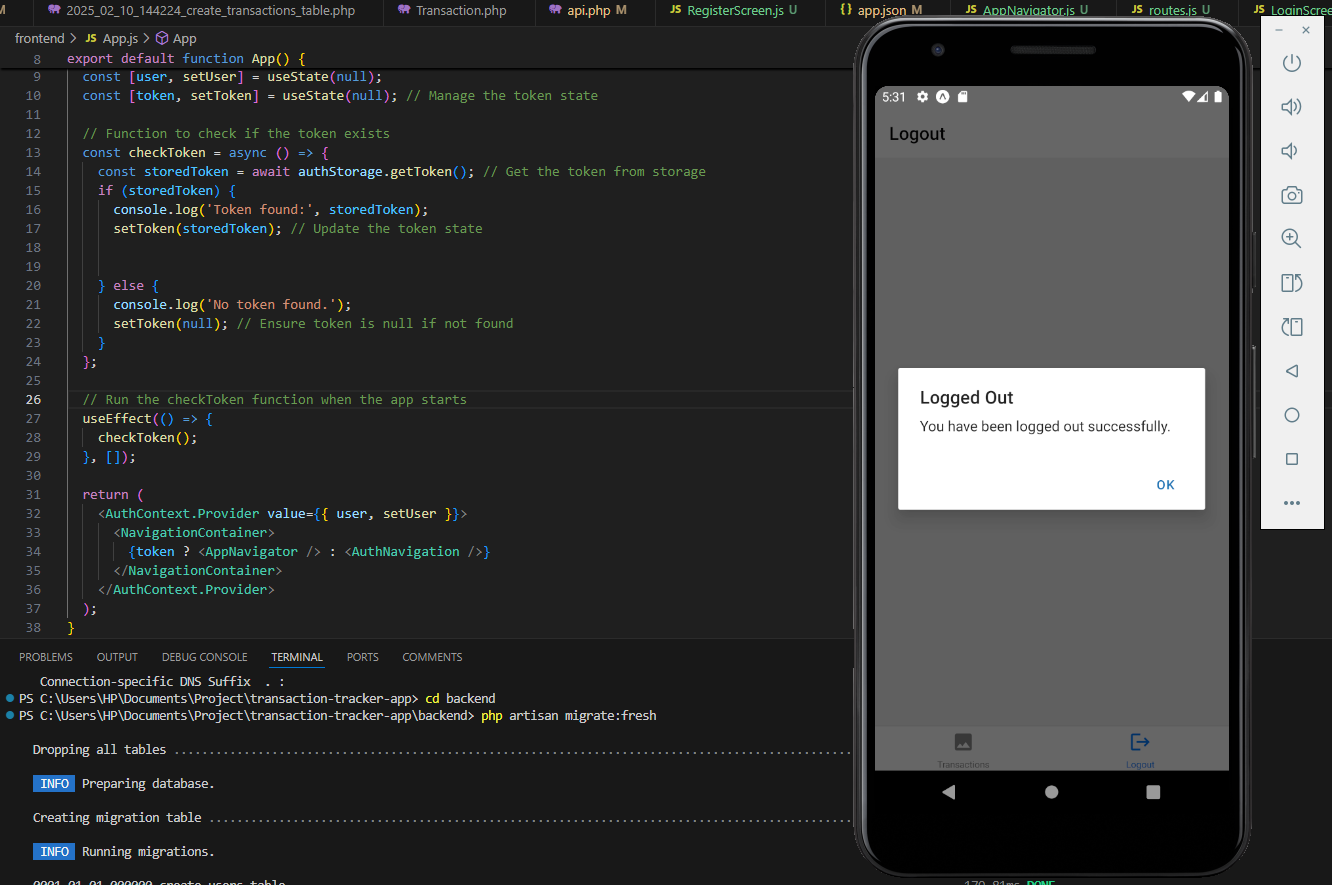 M
2025_02_10_144224_create_transactions_table.php
Transaction.php
api.php M
JS RegisterScreen.js U
{} app.json M
JS AppNavigator.js U
JS routes.js U
JS LoginScree
frontend > JS App.js > App
8 export default function App() {
9 const [user, setUser] = useState(null);
10 const [token, setToken] = useState(null); // Manage the token state
11
12 // Function to check if the token exists
13 const checkToken = async () => {
14 const storedToken = await authStorage.getToken(); // Get the token from storage
15 if (storedToken) {
16 console.log('Token found:', storedToken);
17 setToken(storedToken); // Update the token state
18
19
20 } else {
21 console.log('No token found.');
22 setToken(null); // Ensure token is null if not found
23 }
24 };
25
26 // Run the checkToken function when the app starts
27 useEffect(() => {
28 checkToken();
29 }, []);
30
31 return (
32 <AuthContext.Provider value={{ user, setUser }}>
33 <NavigationContainer>
34 {token ? <AppNavigator /> : <AuthNavigation />}
35 </NavigationContainer>
36 </AuthContext.Provider>
37 );
38 }
PROBLEMS OUTPUT DEBUG CONSOLE TERMINAL PORTS COMMENTS
Connection-specific DNS Suffix . :
PS C:\Users\HP\Documents\Project\transaction-tracker-app> cd backend
PS C:\Users\HP\Documents\Project\transaction-tracker-app\backend> php artisan migrate:fresh
Dropping all tables ..........................................................................................
INFO Preparing database.
Creating migration table .....................................................................................
INFO Running migrations.
0001_01_01_000000_create_users_table
170.81ms DONE
5:31
Logout
Logged Out
You have been logged out successfully.
OK
Transactions
Logout